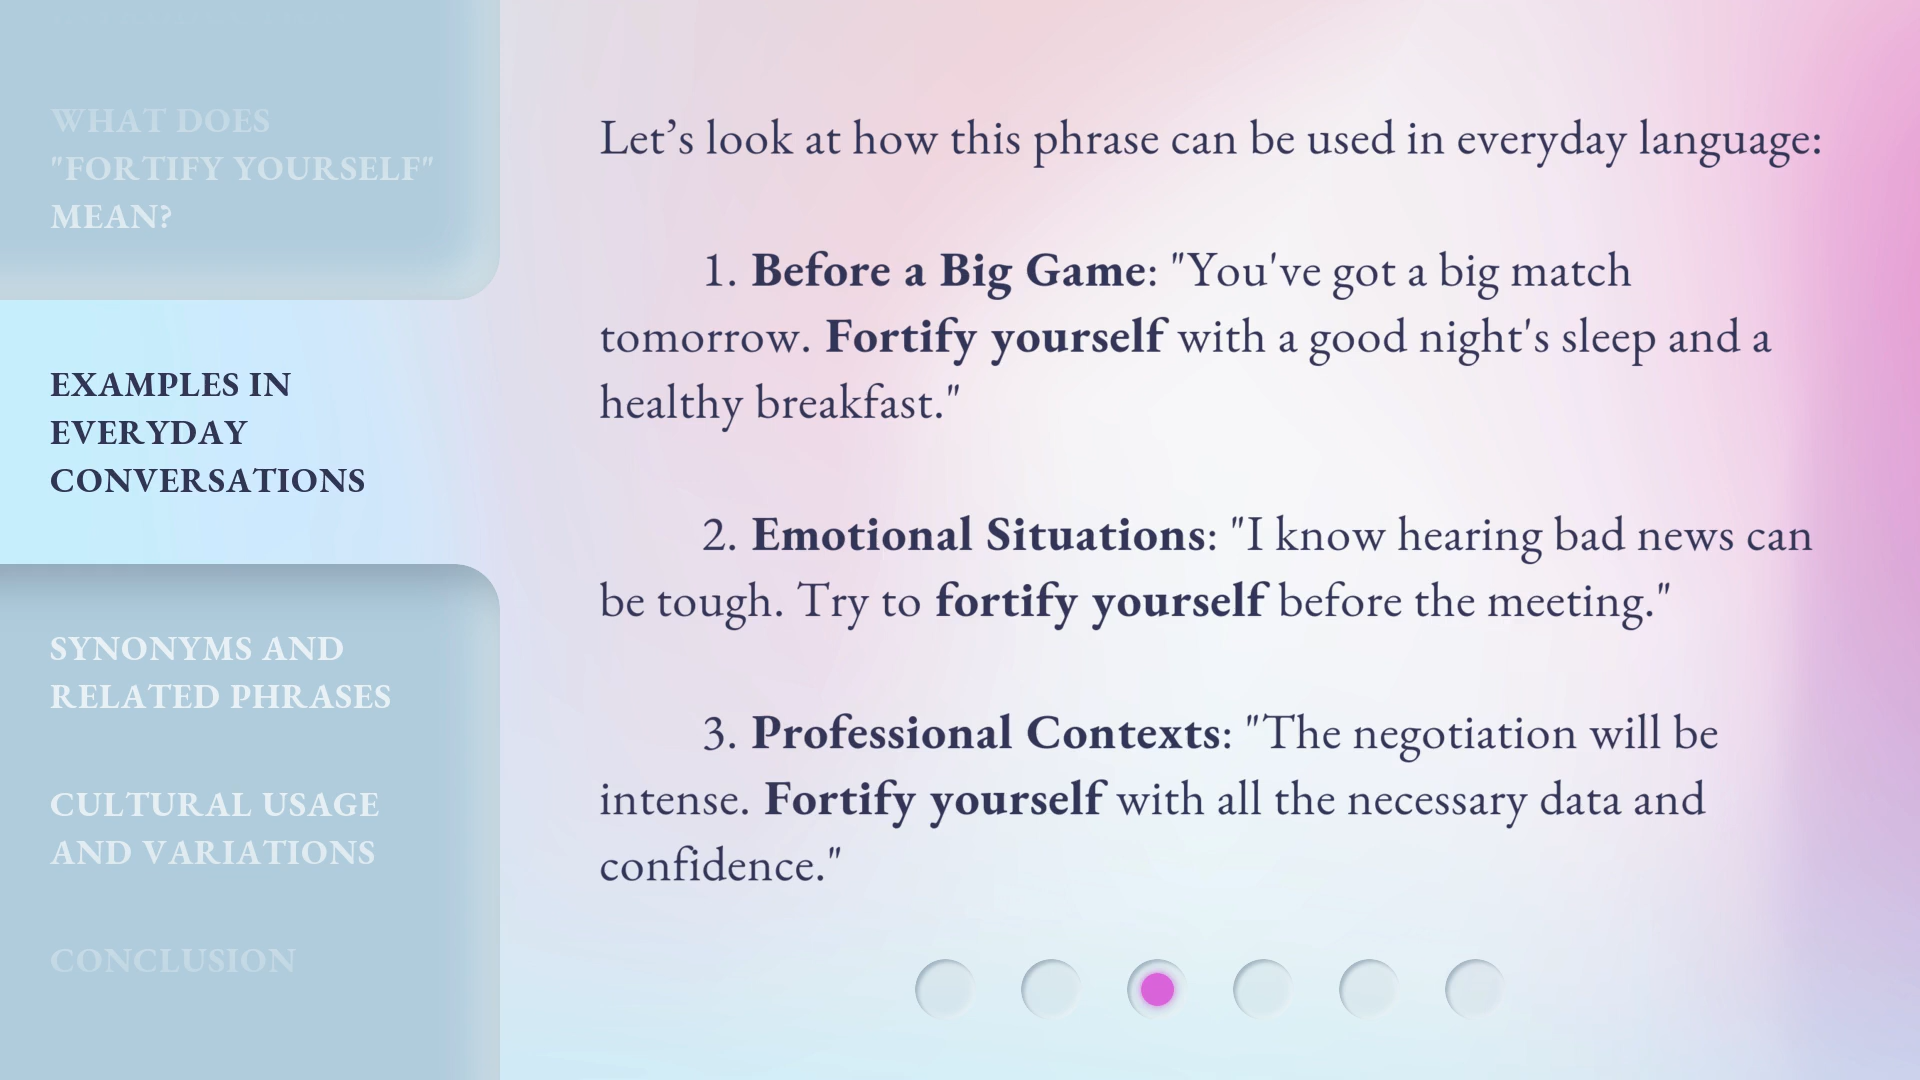 WHAT DOES
"FORTIFY YOURSELF"
MEAN?
EXAMPLES IN
EVERYDAY
CONVERSATIONS
SYNONYMS AND
RELATED PHRASES
CULTURAL USAGE
AND VARIATIONS
CONCLUSION
Let’s look at how this phrase can be used in everyday language:
1. Before a Big Game: "You've got a big match
tomorrow. Fortify yourself with a good night's sleep and a
healthy breakfast."
2. Emotional Situations: "I know hearing bad news can
be tough. Try to fortify yourself before the meeting."
3. Professional Contexts: "The negotiation will be
intense. Fortify yourself with all the necessary data and
confidence."